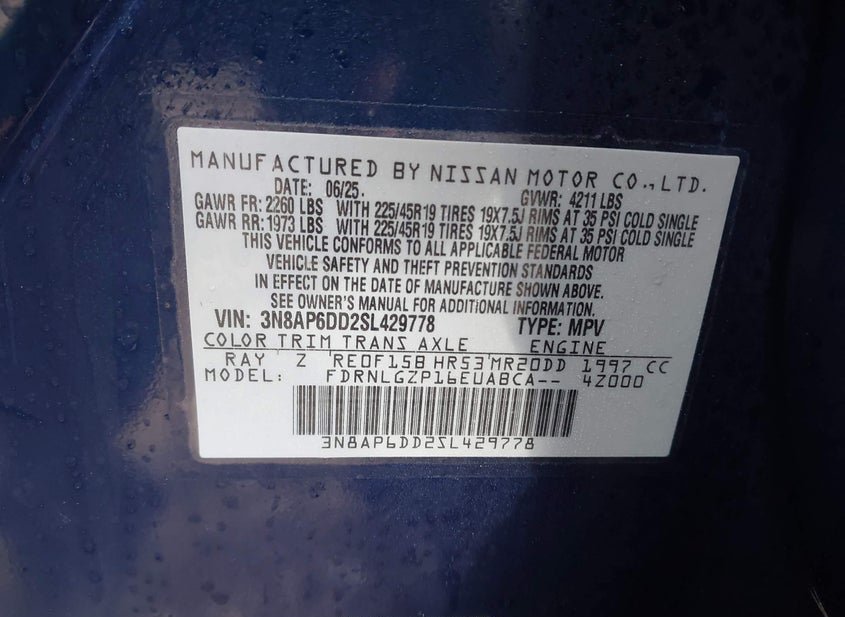 MANUFACTURED BY NISSAN MOTOR CO.,LTD.
DATE: 06/25. GVWR: 4211 LBS
GAWR FR: 2260 LBS WITH 225/45R19 TIRES 19X7.5J RIMS AT 35 PSI COLD SINGLE
GAWR RR: 1973 LBS WITH 225/45R19 TIRES 19X7.5J RIMS AT 35 PSI COLD SINGLE
THIS VEHICLE CONFORMS TO ALL APPLICABLE FEDERAL MOTOR
VEHICLE SAFETY AND THEFT PREVENTION STANDARDS
IN EFFECT ON THE DATE OF MANUFACTURE SHOWN ABOVE.
SEE OWNER'S MANUAL FOR ADDITIONAL INFORMATION.
VIN: 3N8AP6DD2SL429778 TYPE: MPV
COLOR TRIM TRANS AXLE ENGINE
RAY Z RE0F15B HR53 MR20DD 1997 CC
MODEL: FDRNLGZP16EUABCA-- 4Z000
3N8AP6DD2SL429778